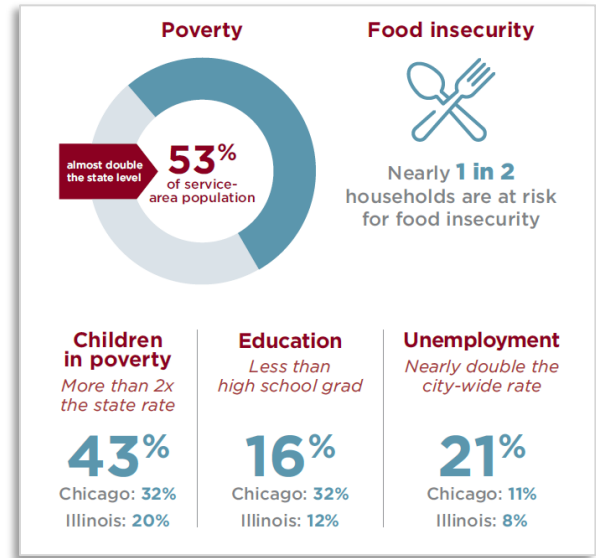 Poverty
almost double
the state level
53%
of service-
area population
Food insecurity
Nearly 1 in 2
households are at risk
for food insecurity
Children
in poverty
More than 2x
the state rate
43%
Chicago: 32%
Illinois: 20%
Education
Less than
high school grad
16%
Chicago: 32%
Illinois: 12%
Unemployment
Nearly double the
city-wide rate
21%
Chicago: 11%
Illinois: 8%